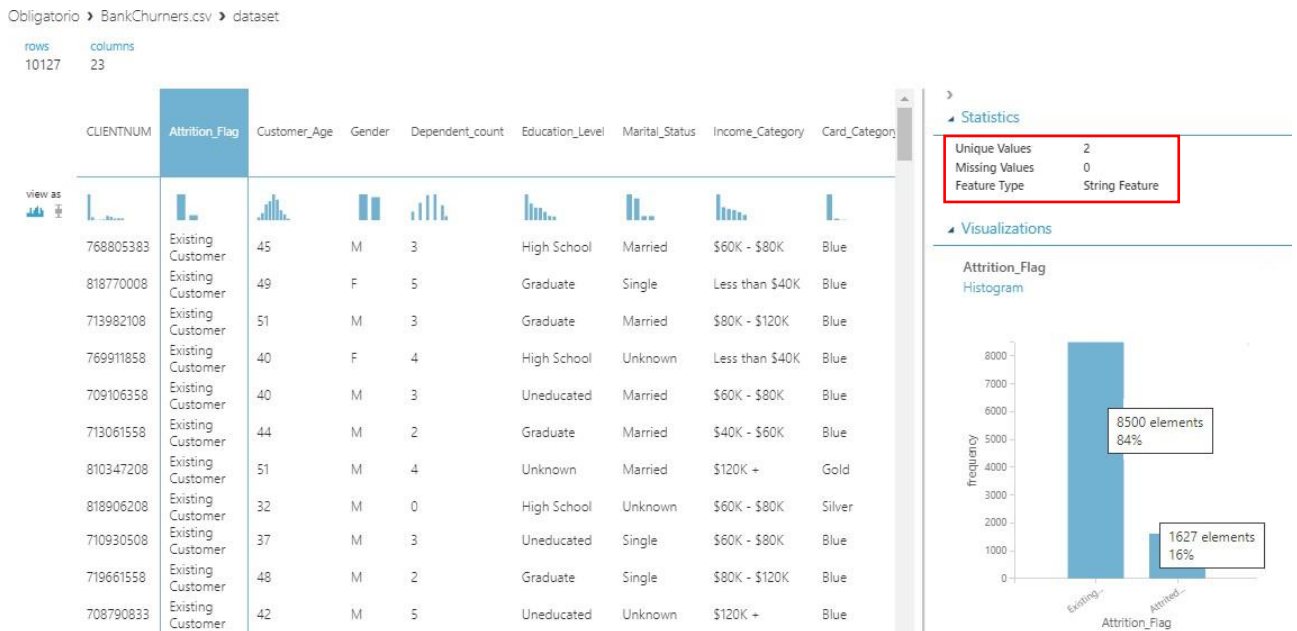 Obligatorio > BankChurners.csv > dataset
rows columns
10127 23
CLIENTNUM Attrition_Flag Customer_Age Gender Dependent_count Education_Level Marital_Status Income_Category Card_Category
view as
768805383 Existing Customer 45 M 3 High School Married $60K - $80K Blue
818770008 Existing Customer 49 F 5 Graduate Single Less than $40K Blue
713982108 Existing Customer 51 M 3 Graduate Married $80K - $120K Blue
769911858 Existing Customer 40 F 4 High School Unknown Less than $40K Blue
709106358 Existing Customer 40 M 3 Uneducated Married $60K - $80K Blue
713061558 Existing Customer 44 M 2 Graduate Married $40K - $60K Blue
810347208 Existing Customer 51 M 4 Unknown Married $120K + Gold
818906208 Existing Customer 32 M 0 High School Unknown $60K - $80K Silver
710930508 Existing Customer 37 M 3 Uneducated Single $60K - $80K Blue
719661558 Existing Customer 48 M 2 Graduate Single $80K - $120K Blue
708790833 Existing Customer 42 M 5 Uneducated Unknown $120K + Blue
Statistics
Unique Values 2
Missing Values 0
Feature Type String Feature
Visualizations
Attrition_Flag
Histogram
8000
7000
6000
5000
4000
3000
2000
1000
0
frequency
8500 elements
84%
1627 elements
16%
Existing...
Attrited...
Attrition_Flag